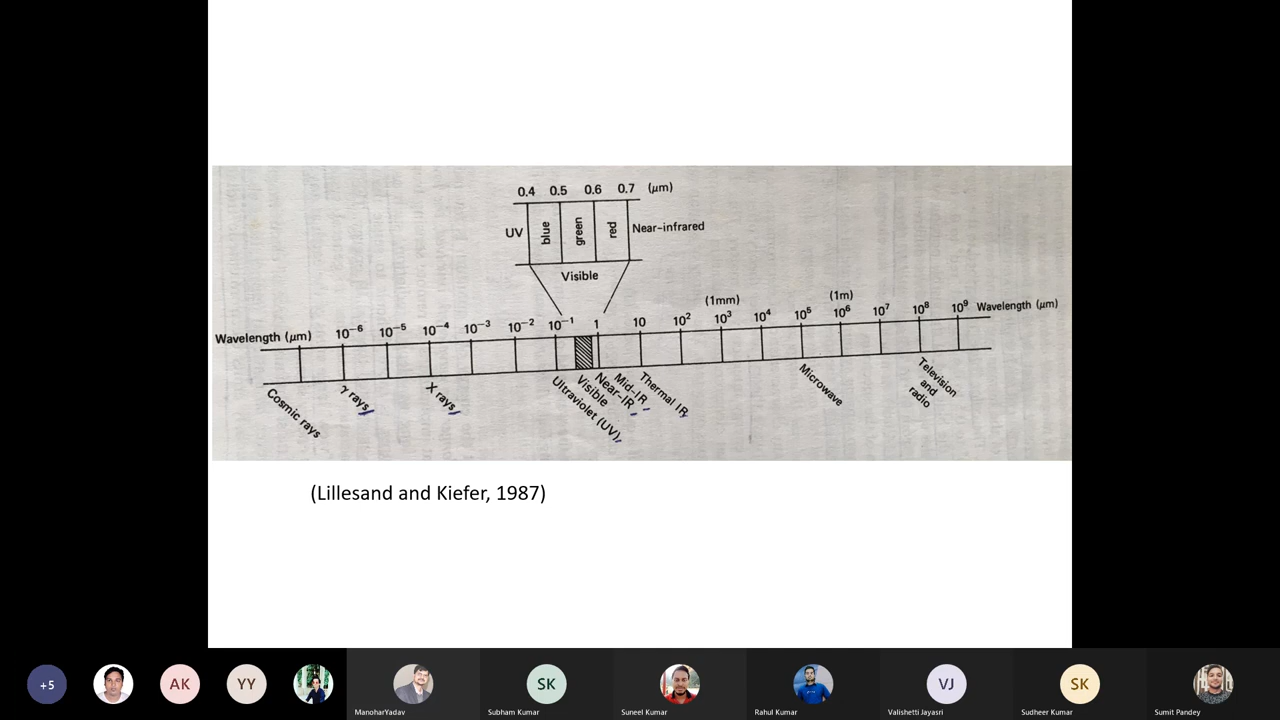 0.4 0.5 0.6 0.7 (μm)
UV blue green red Near-infrared
Visible
(1mm) (1m)
Wavelength (μm) 10⁻⁶ 10⁻⁵ 10⁻⁴ 10⁻³ 10⁻² 10⁻¹ 1 10 10² 10³ 10⁴ 10⁵ 10⁶ 10⁷ 10⁸ 10⁹ Wavelength (μm)
Cosmic rays
γ rays
X rays
Ultraviolet (UV)
Visible
Near-IR
Mid-IR
Thermal IR
Microwave
Television
and
radio
(Lillesand and Kiefer, 1987)
+5 AK YY SK VJ SK
ManoharYadav Subham Kumar Suneel Kumar Rahul Kumar Valishetti Jayasri Sudheer Kumar Sumit Pandey